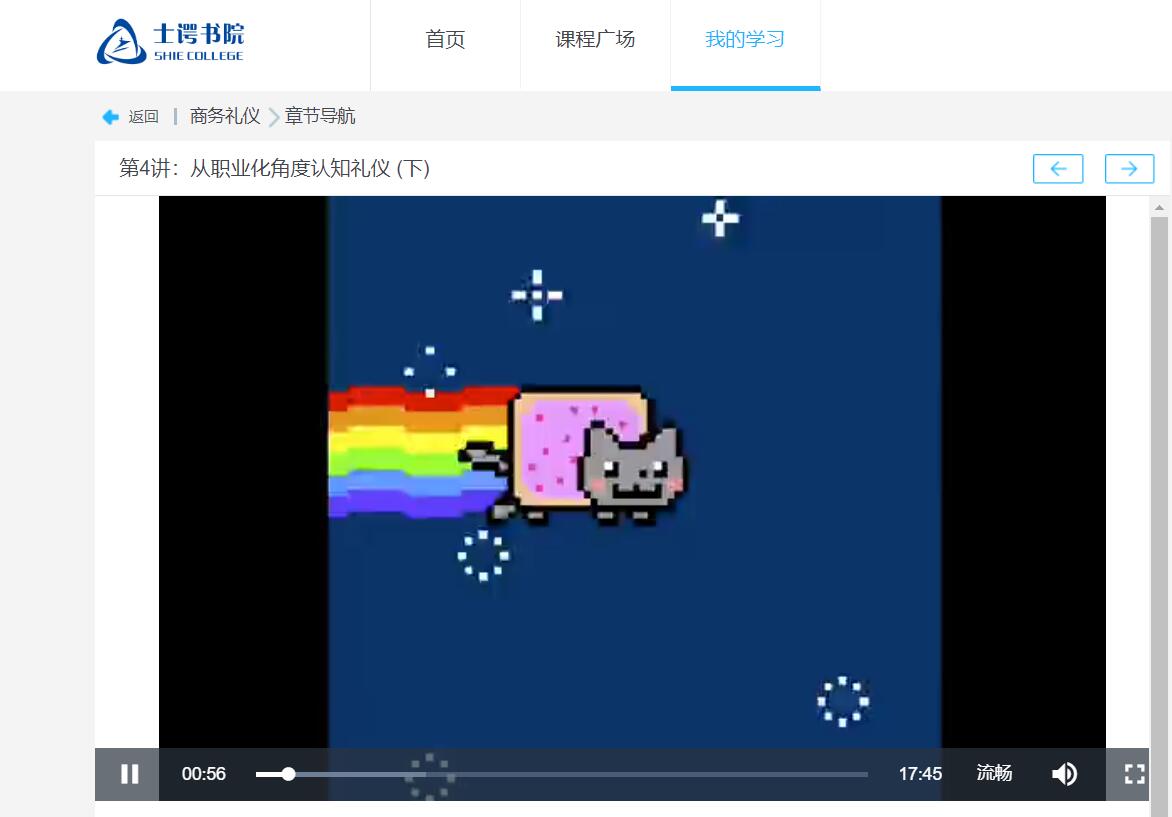 士谔书院
SHIE COLLEGE
首页
课程广场
我的学习
返回 | 商务礼仪 > 章节导航
第4讲：从职业化角度认知礼仪 (下)
00:56
17:45
流畅